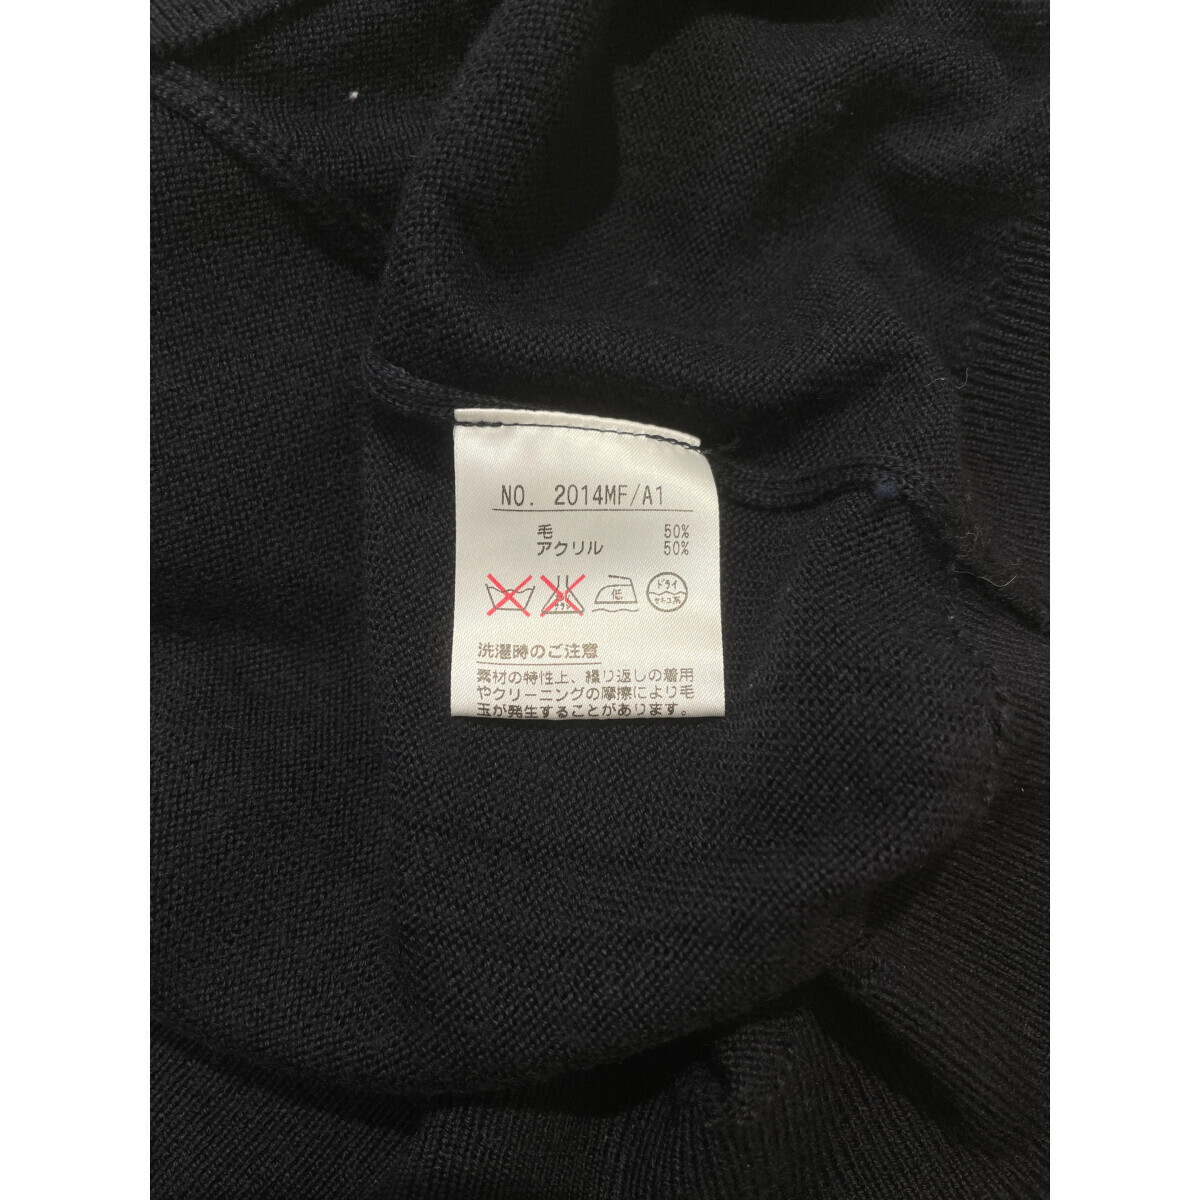 NO. 2014MF/A1
毛 50%
アクリル 50%
低 ドライ
セキユ系
洗濯時のご注意
素材の特性上、繰り返しの着用
やクリーニングの摩擦により毛
玉が発生することがあります。